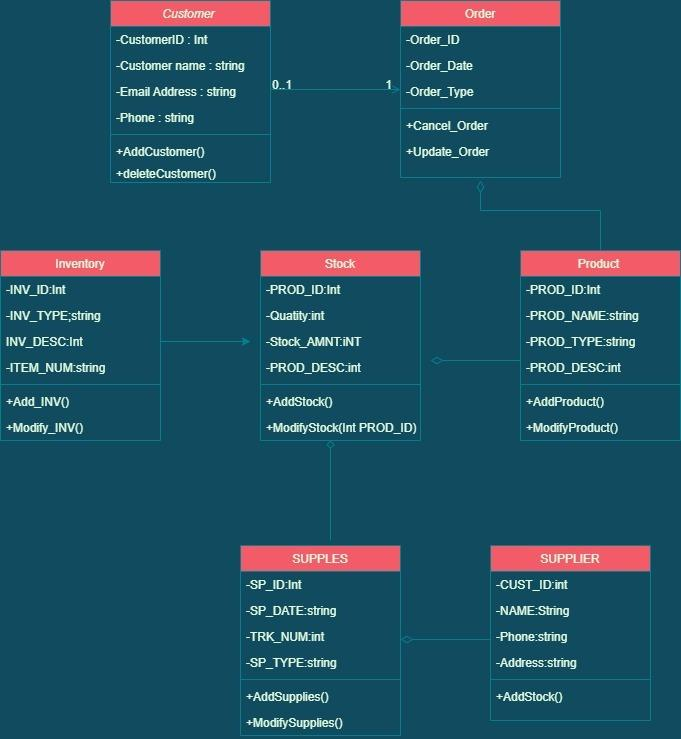 Customer
-CustomerID : Int
-Customer name : string
-Email Address : string
-Phone : string
+AddCustomer()
+deleteCustomer()
0..1
1
Order
-Order_ID
-Order_Date
-Order_Type
+Cancel_Order
+Update_Order
Inventory
-INV_ID:Int
-INV_TYPE;string
INV_DESC:Int
-ITEM_NUM:string
+Add_INV()
+Modify_INV()
Stock
-PROD_ID:Int
-Quatity:int
-Stock_AMNT:iNT
-PROD_DESC:int
+AddStock()
+ModifyStock(Int PROD_ID)
Product
-PROD_ID:Int
-PROD_NAME:string
-PROD_TYPE:string
-PROD_DESC:int
+AddProduct()
+ModifyProduct()
SUPPLES
-SP_ID:Int
-SP_DATE:string
-TRK_NUM:int
-SP_TYPE:string
+AddSupplies()
+ModifySupplies()
SUPPLIER
-CUST_ID:int
-NAME:String
-Phone:string
-Address:string
+AddStock()